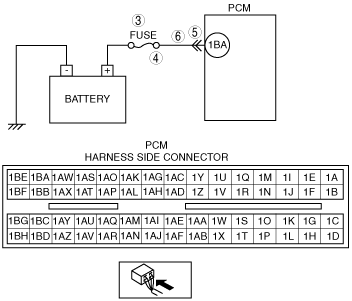 PCM
③
FUSE
④
⑥
⑤
1BA
- +
BATTERY
PCM
HARNESS SIDE CONNECTOR
1BE 1BA 1AW 1AS 1AO 1AK 1AG 1AC 1Y 1U 1Q 1M 1I 1E 1A
1BF 1BB 1AX 1AT 1AP 1AL 1AH 1AD 1Z 1V 1R 1N 1J 1F 1B
1BG 1BC 1AY 1AU 1AQ 1AM 1AI 1AE 1AA 1W 1S 1O 1K 1G 1C
1BH 1BD 1AZ 1AV 1AR 1AN 1AJ 1AF 1AB 1X 1T 1P 1L 1H 1D